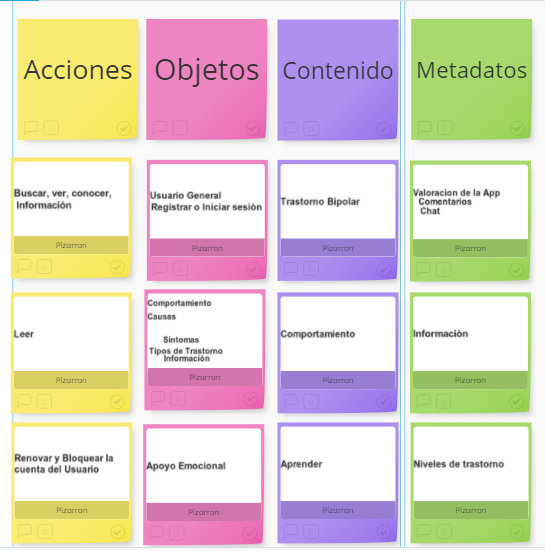 Acciones
Objetos
Contenido
Metadatos
Buscar, ver, conocer,
Información
Pizarron
Usuario General
Registrar o Iniciar sesiòn
Pizarron
Trastorno Bipolar
Pizarron
Valoracion de la App
Comentarios
Chat
Pizarron
Leer
Pizarron
Comportamiento
Causas
Sintomas
Tipos de Trastorno
Información
Pizarron
Comportamiento
Pizarron
Informaciòn
Pizarron
Renovar y Bloquear la
cuenta del Usuario
Pizarron
Apoyo Emocional
Pizarron
Aprender
Pizarron
Niveles de trastorno
Pizarron